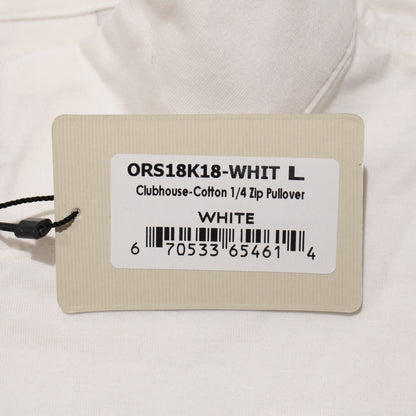 ORS18K18-WHIT L
Clubhouse-Cotton 1/4 Zip Pullover
WHITE
6 70533 65461 4